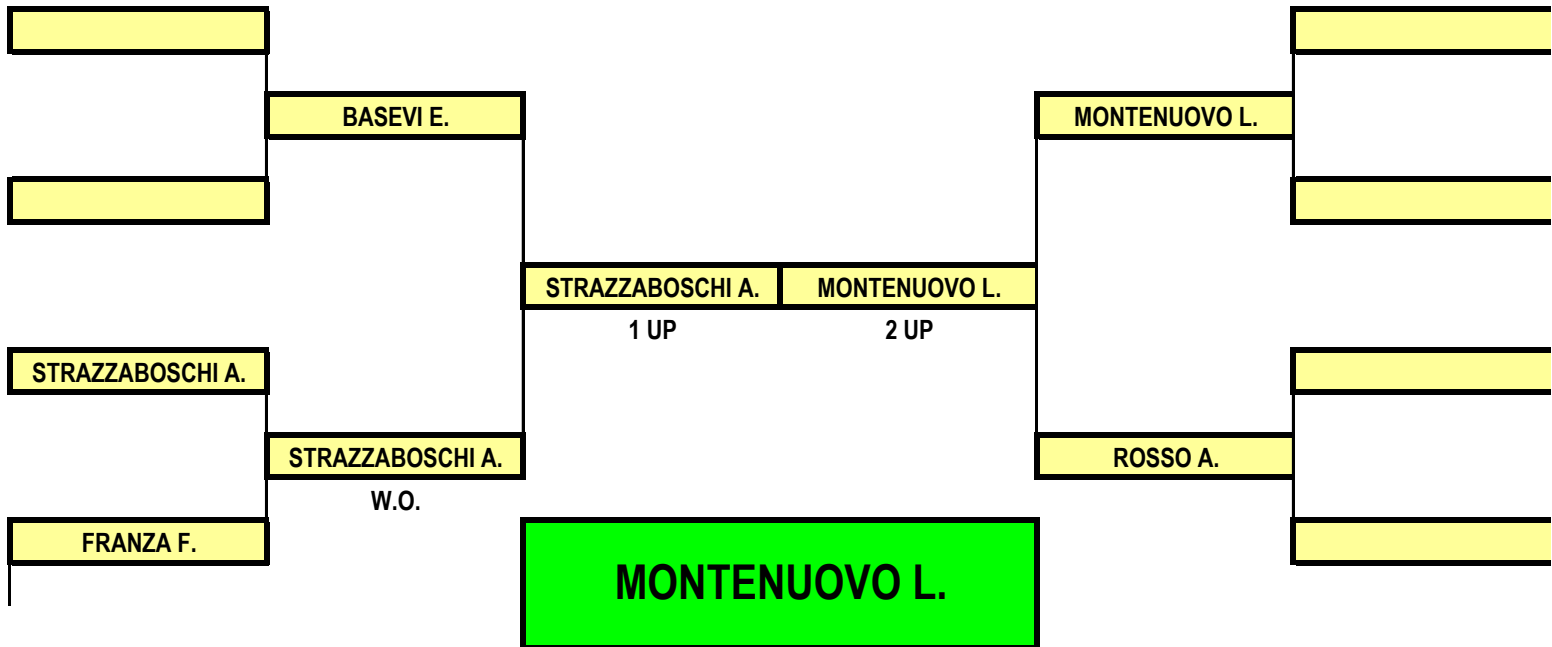 BASEVI E.
MONTENUOVO L.
STRAZZABOSCHI A.
MONTENUOVO L.
1 UP
2 UP
STRAZZABOSCHI A.
STRAZZABOSCHI A.
ROSSO A.
W.O.
FRANZA F.
MONTENUOVO L.